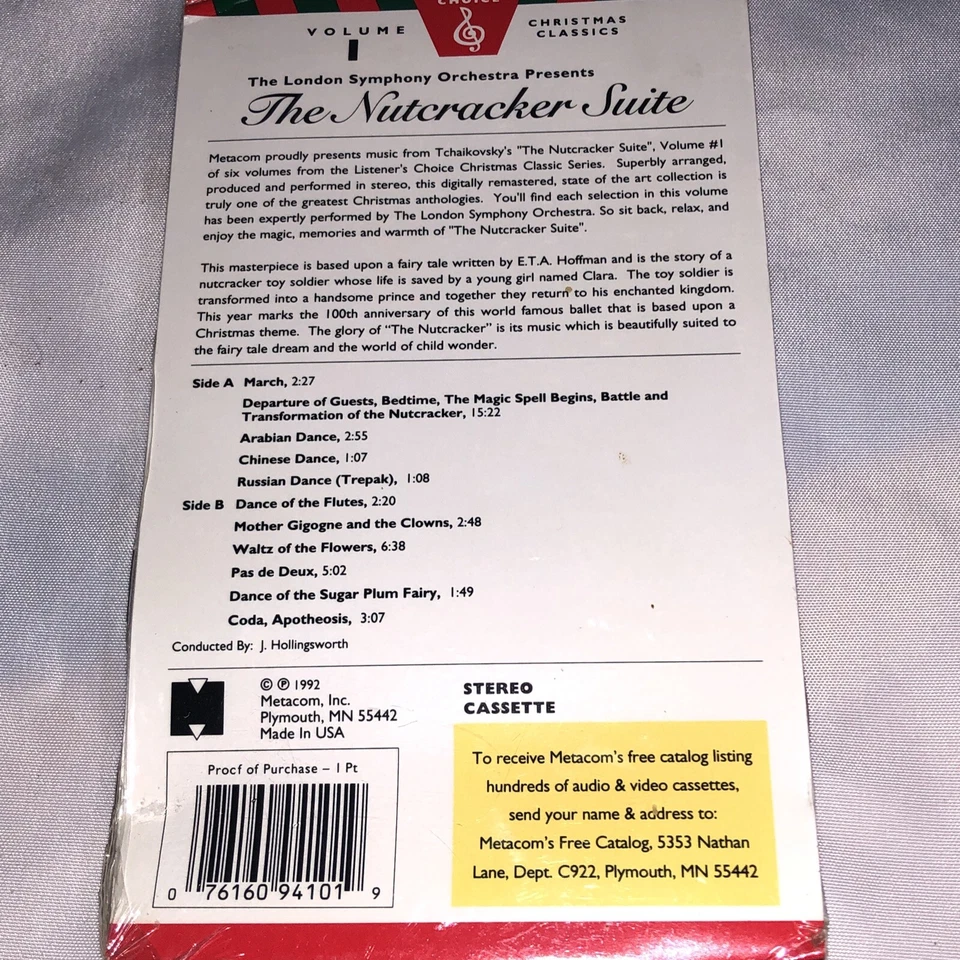 CHOICE
VOLUME
I
CHRISTMAS
CLASSICS
The London Symphony Orchestra Presents
The Nutcracker Suite
Metacom proudly presents music from Tchaikovsky's "The Nutcracker Suite", Volume #1
of six volumes from the Listener's Choice Christmas Classic Series. Superbly arranged,
produced and performed in stereo, this digitally remastered, state of the art collection is
truly one of the greatest Christmas anthologies. You'll find each selection in this volume
has been expertly performed by The London Symphony Orchestra. So sit back, relax, and
enjoy the magic, memories and warmth of "The Nutcracker Suite".
This masterpiece is based upon a fairy tale written by E.T.A. Hoffman and is the story of a
nutcracker toy soldier whose life is saved by a young girl named Clara. The toy soldier is
transformed into a handsome prince and together they return to his enchanted kingdom.
This year marks the 100th anniversary of this world famous ballet that is based upon a
Christmas theme. The glory of "The Nutcracker" is its music which is beautifully suited to
the fairy tale dream and the world of child wonder.
Side A March, 2:27
Departure of Guests, Bedtime, The Magic Spell Begins, Battle and
Transformation of the Nutcracker, 15:22
Arabian Dance, 2:55
Chinese Dance, 1:07
Russian Dance (Trepak), 1:08
Side B Dance of the Flutes, 2:20
Mother Gigogne and the Clowns, 2:48
Waltz of the Flowers, 6:38
Pas de Deux, 5:02
Dance of the Sugar Plum Fairy, 1:49
Coda, Apotheosis, 3:07
Conducted By: J. Hollingsworth
© ℗ 1992
Metacom, Inc.
Plymouth, MN 55442
Made In USA
STEREO
CASSETTE
Proof of Purchase – 1 Pt
0 76160 94101 9
To receive Metacom's free catalog listing
hundreds of audio & video cassettes,
send your name & address to:
Metacom's Free Catalog, 5353 Nathan
Lane, Dept. C922, Plymouth, MN 55442